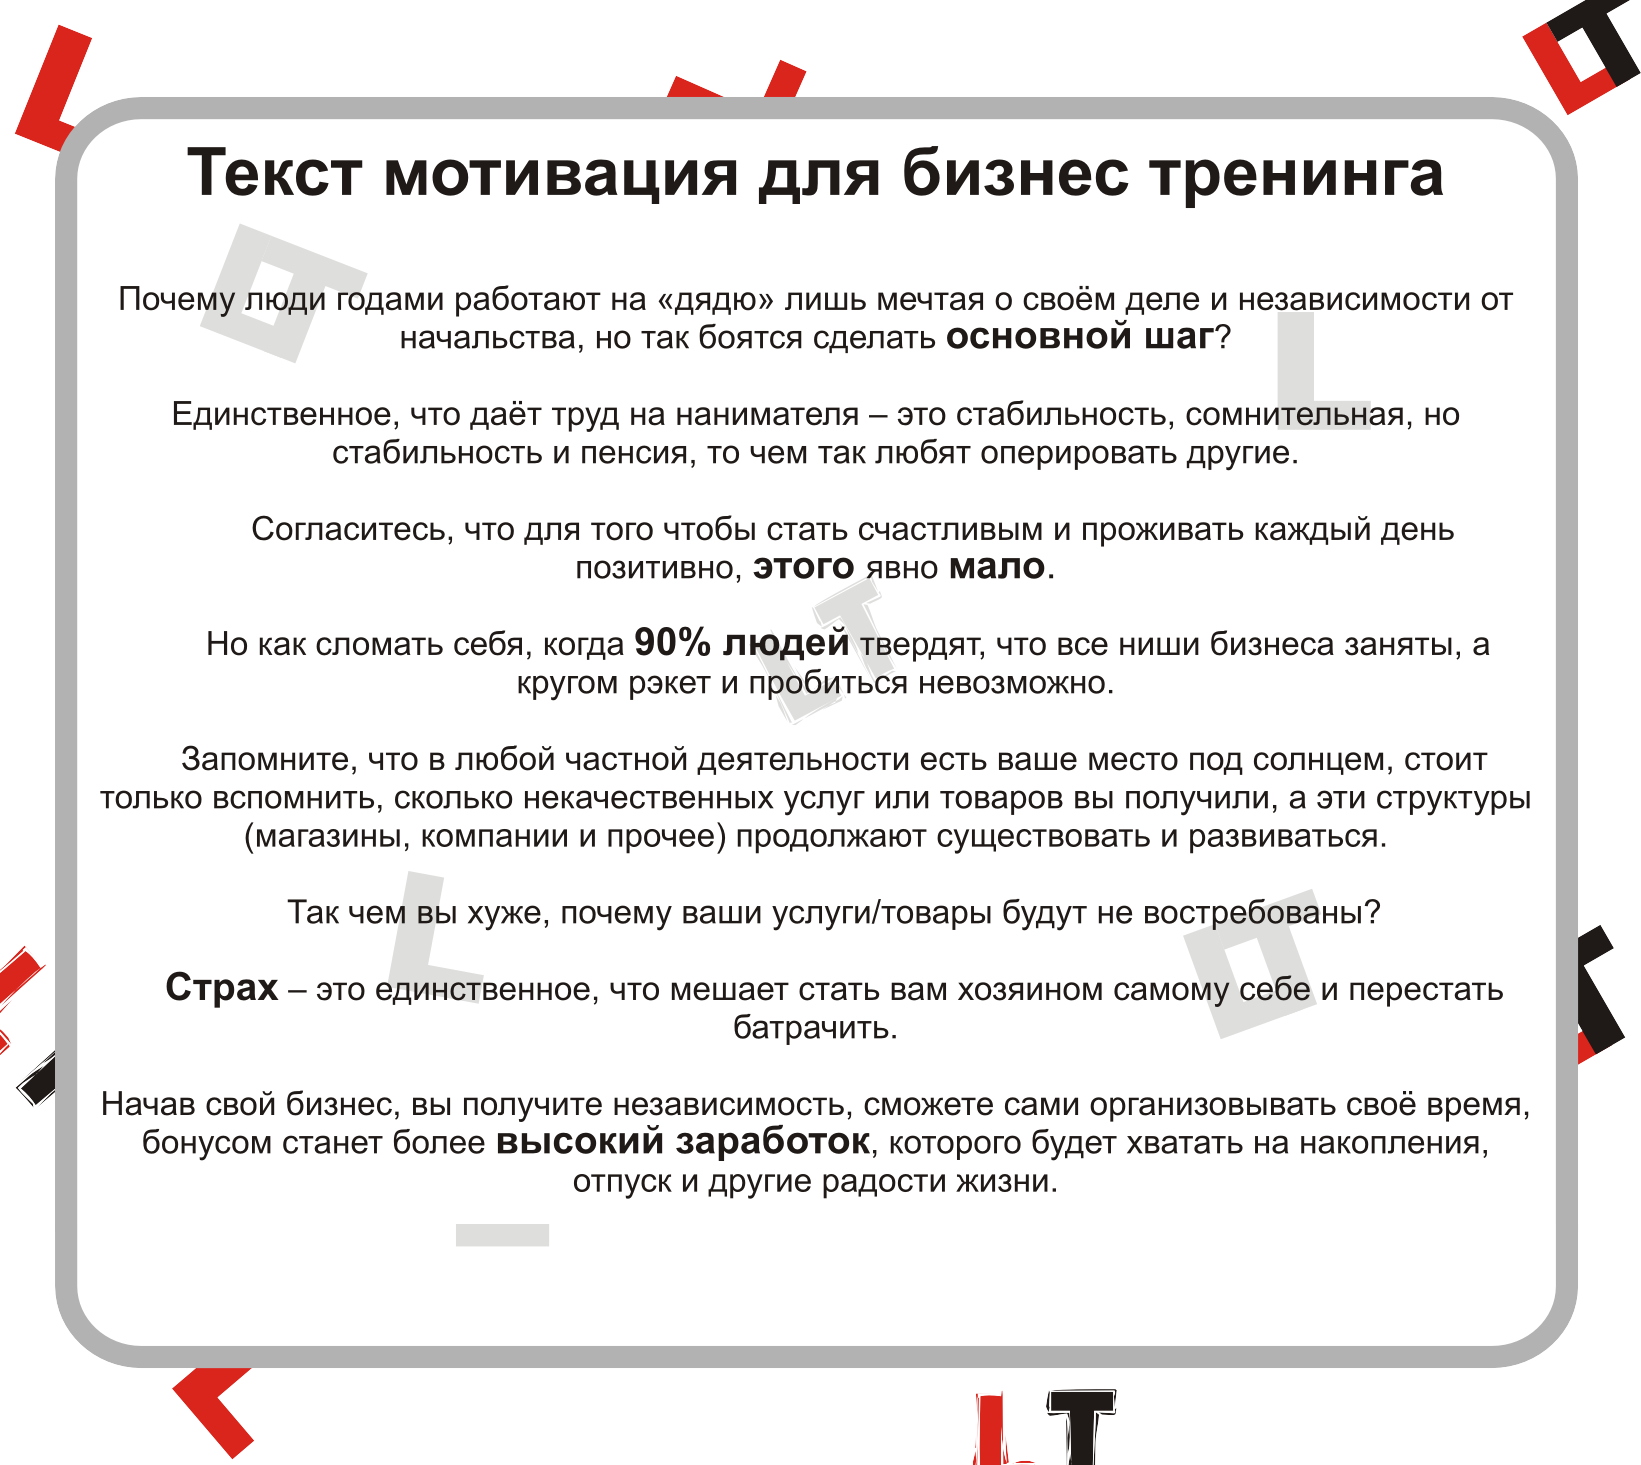 Текст мотивация для бизнес тренинга
Почему люди годами работают на «дядю» лишь мечтая о своём деле и независимости от
начальства, но так боятся сделать основной шаг?
Единственное, что даёт труд на нанимателя – это стабильность, сомнительная, но
стабильность и пенсия, то чем так любят оперировать другие.
Согласитесь, что для того чтобы стать счастливым и проживать каждый день
позитивно, этого явно мало.
Но как сломать себя, когда 90% людей твердят, что все ниши бизнеса заняты, а
кругом рэкет и пробиться невозможно.
Запомните, что в любой частной деятельности есть ваше место под солнцем, стоит
только вспомнить, сколько некачественных услуг или товаров вы получили, а эти структуры
(магазины, компании и прочее) продолжают существовать и развиваться.
Так чем вы хуже, почему ваши услуги/товары будут не востребованы?
Страх – это единственное, что мешает стать вам хозяином самому себе и перестать
батрачить.
Начав свой бизнес, вы получите независимость, сможете сами организовывать своё время,
бонусом станет более высокий заработок, которого будет хватать на накопления,
отпуск и другие радости жизни.
LT